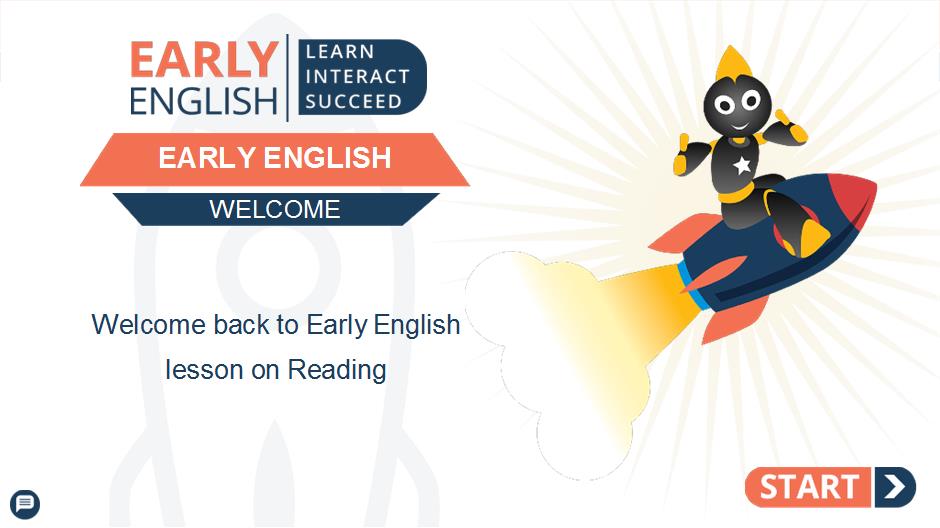 EARLY
ENGLISH
LEARN
INTERACT
SUCCEED
EARLY ENGLISH
WELCOME
Welcome back to Early English
lesson on Reading
START